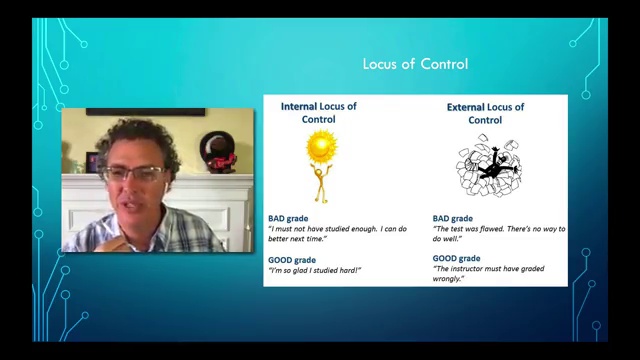 Locus of Control
Internal Locus of
Control
BAD grade
"I must not have studied enough. I can do
better next time."
GOOD grade
"I'm so glad I studied hard!"
External Locus of
Control
BAD grade
"The test was flawed. There's no way to
do well."
GOOD grade
"The instructor must have graded
wrongly."